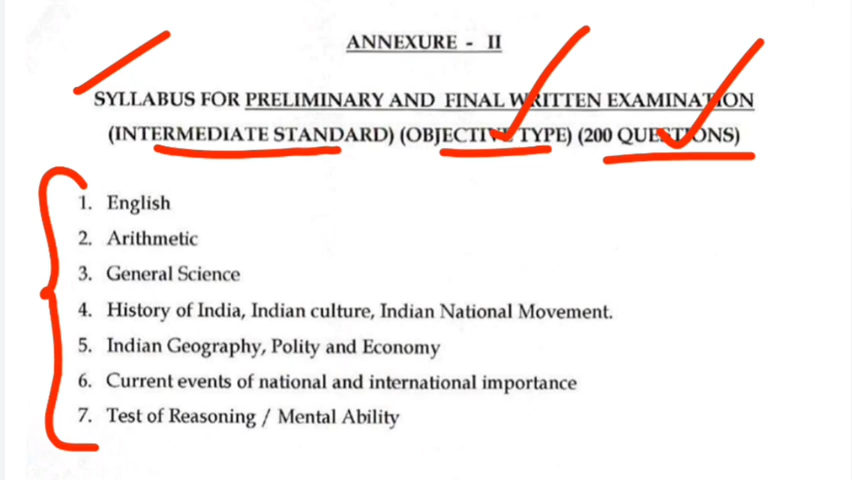 ANNEXURE - II
SYLLABUS FOR PRELIMINARY AND FINAL WRITTEN EXAMINATION
(INTERMEDIATE STANDARD) (OBJECTIVE TYPE) (200 QUESTIONS)
1. English
2. Arithmetic
3. General Science
4. History of India, Indian culture, Indian National Movement.
5. Indian Geography, Polity and Economy
6. Current events of national and international importance
7. Test of Reasoning / Mental Ability